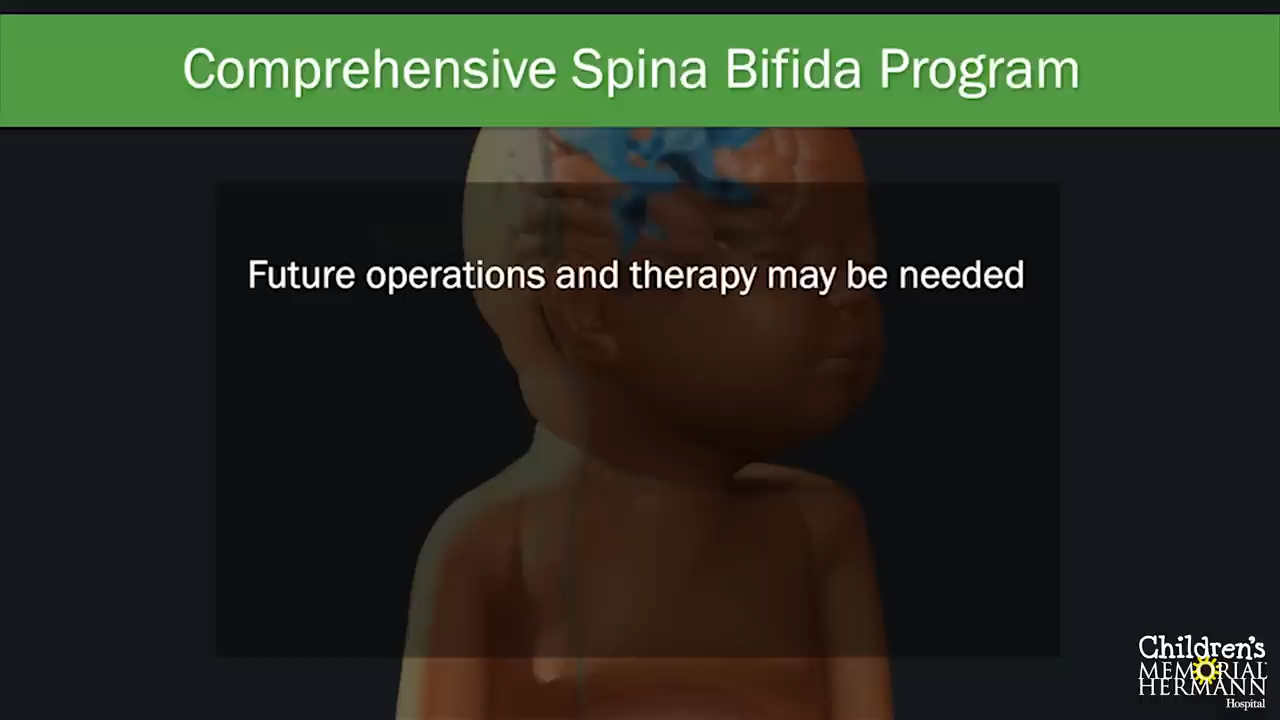 Comprehensive Spina Bifida Program
Future operations and therapy may be needed
Children's
MEMORIAL
HERMANN
Hospital